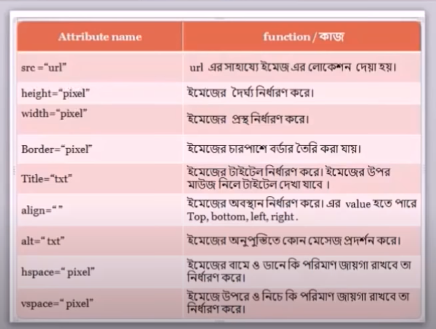 Attribute name function / কাজ
src =“url” url এর সাহায্যে ইমেজ এর লোকেশন দেয়া হয়।
height=“pixel” ইমেজের দৈর্ঘ্য নির্ধারণ করে।
width=“pixel” ইমেজের প্রস্থ নির্ধারণ করে।
Border=“pixel” ইমেজের চারপাশে বর্ডার তৈরি করা যায়।
Title=“txt” ইমেজের টাইটেল নির্ধারণ করে। ইমেজের উপর
মাউজ নিলে টাইটেল দেখা যাবে ।
align=“ ” ইমেজের অবস্থান নির্ধারণ করে। এর value হতে পারে
Top, bottom, left, right .
alt=“ txt” ইমেজের অনুপুস্তিতে কোন মেসেজ প্রদর্শন করে।
hspace=“ pixel” ইমেজের বামে ও ডানে কি পরিমাণ জায়গা রাখবে তা
নির্ধারণ করে।
vspace=“ pixel” ইমেজে উপরে ও নিচে কি পরিমাণ জায়গা রাখবে তা
নির্ধারণ করে।